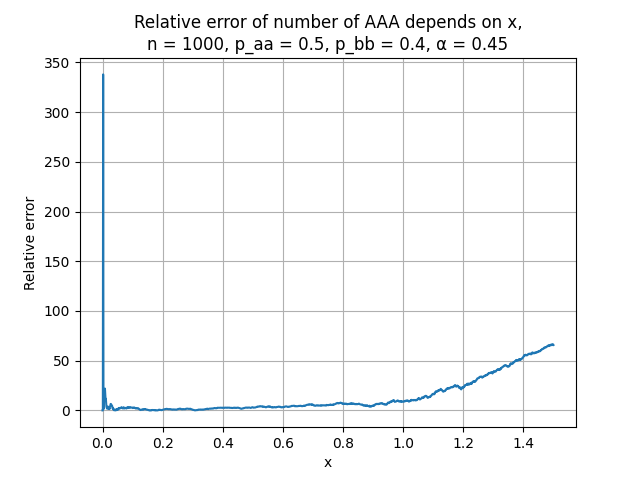 Relative error of number of AAA depends on x,
n = 1000, p_aa = 0.5, p_bb = 0.4, α = 0.45
350
300
250
200
150
100
50
0
Relative error
0.0 0.2 0.4 0.6 0.8 1.0 1.2 1.4
x